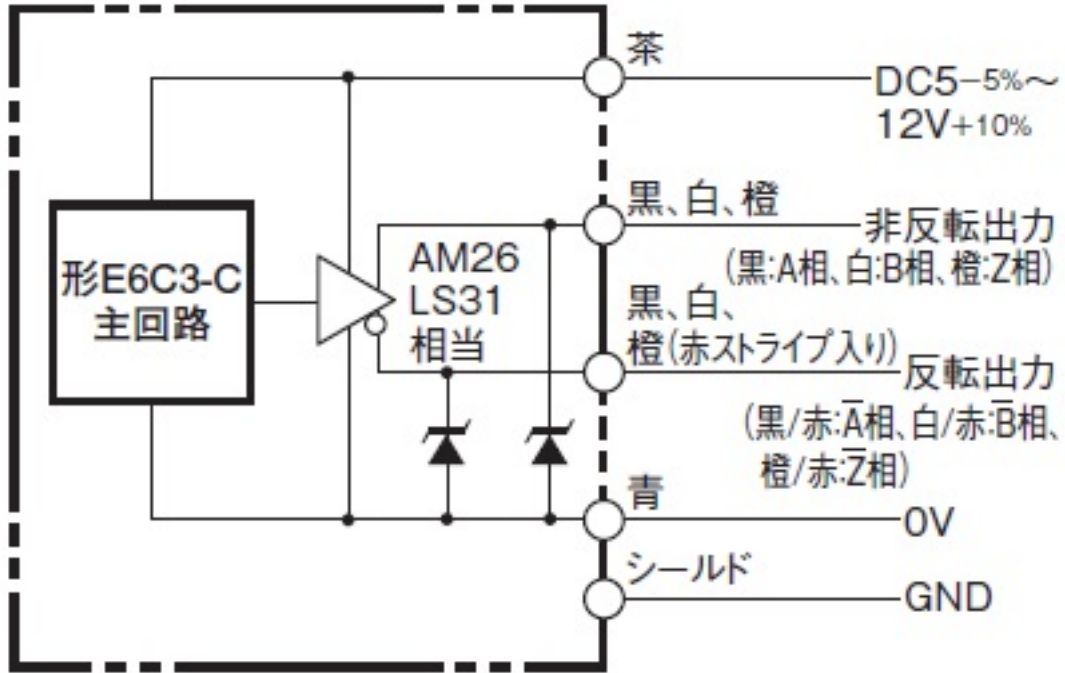 茶
DC5−5%～
12V+10%
黒、白、橙
非反転出力
(黒:A相、白:B相、橙:Z相)
形E6C3-C
主回路
AM26
LS31
相当
黒、白、
橙(赤ストライプ入り)
反転出力
(黒/赤:A̅相、白/赤:B̅相、
橙/赤:Z̅相)
青
0V
シールド
GND